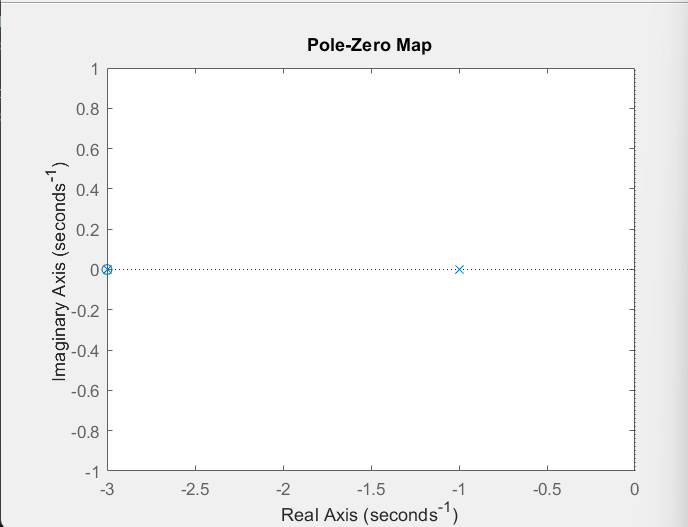 Pole-Zero Map
1
0.8
0.6
0.4
0.2
0
-0.2
-0.4
-0.6
-0.8
-1
Imaginary Axis (seconds⁻¹)
-3 -2.5 -2 -1.5 -1 -0.5 0
Real Axis (seconds⁻¹)